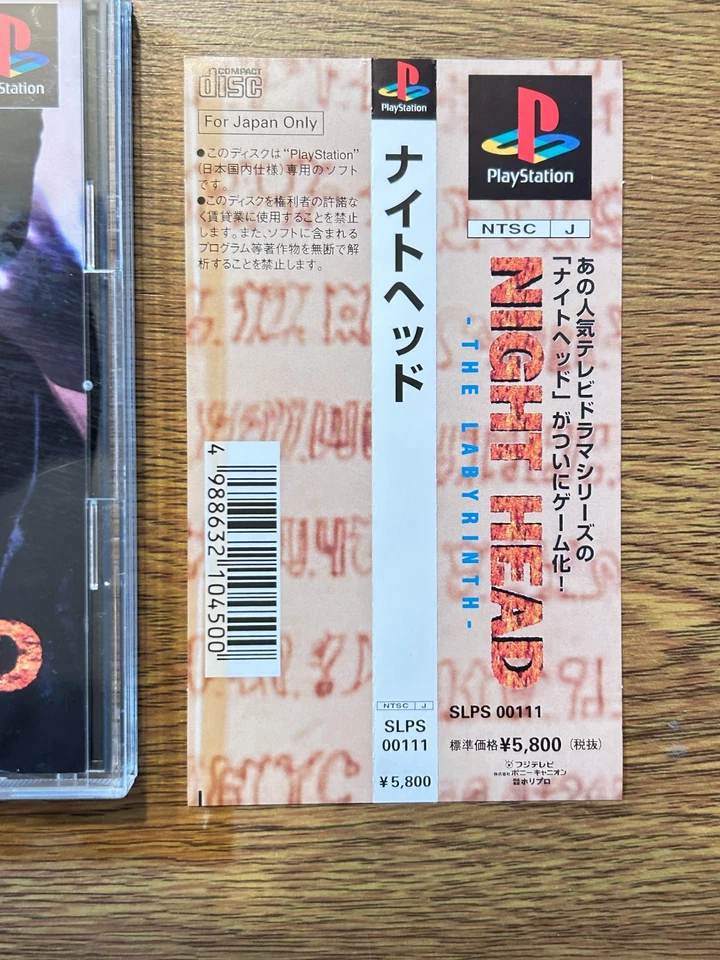 PlayStation
COMPACT
disc
For Japan Only
●このディスクは“PlayStation”
(日本国内仕様)専用のソフト
です。
●このディスクを権利者の許諾な
く賃貸業に使用することを禁止
します。また、ソフトに含まれる
プログラム等著作物を無断で解
析することを禁止します。
4 988632 104500
PlayStation
ナイトヘッド
NTSC J
SLPS
00111
¥5,800
PlayStation
NTSC J
あの人気テレビドラマシリーズの
「ナイトヘッド」がついにゲーム化!
NIGHT HEAD
-THE LABYRINTH-
SLPS 00111
標準価格¥5,800(税抜)
フジテレビ
株式会社ポニーキャニオン
ホリプロ